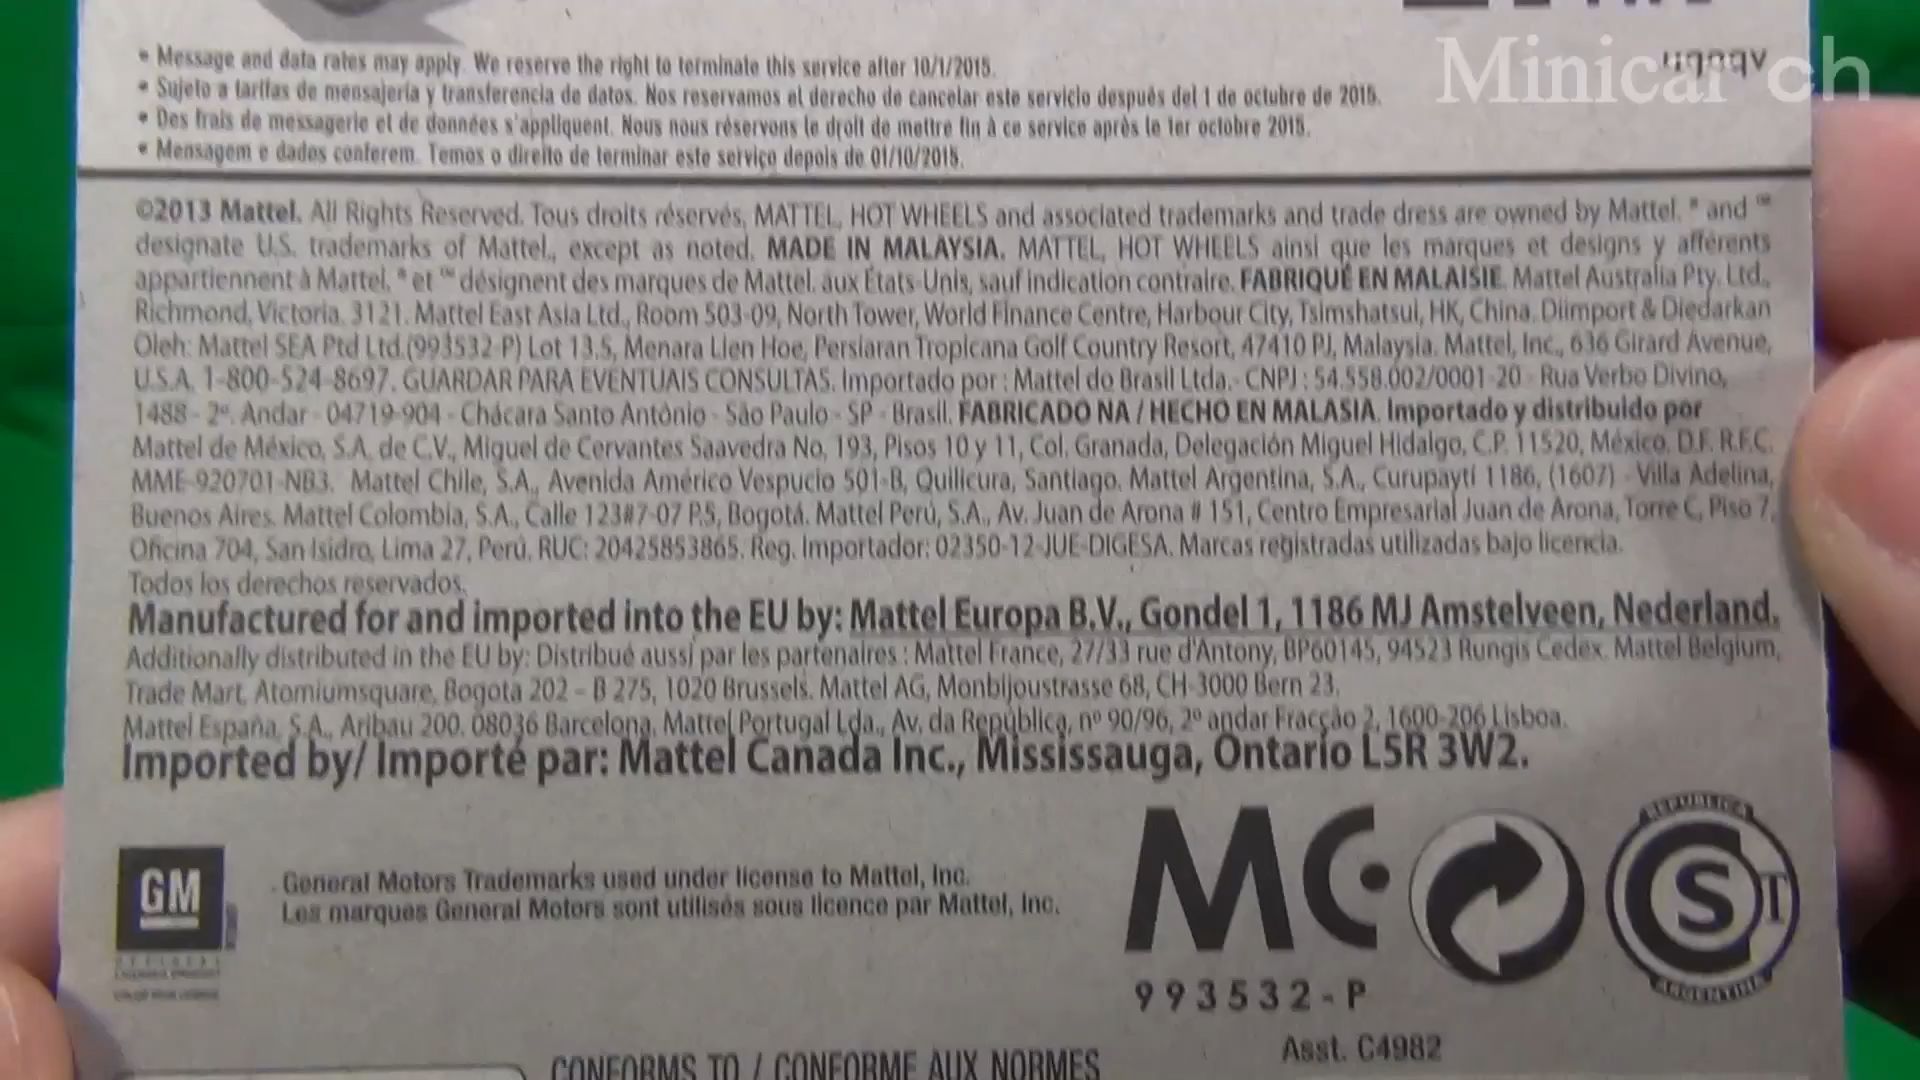 Minicar ch
• Message and data rates may apply. We reserve the right to terminate this service after 10/1/2015.
• Sujeto a tarifas de mensajería y transferencia de datos. Nos reservamos el derecho de cancelar este servicio después del 1 de octubre de 2015.
• Des frais de messagerie et de données s'appliquent. Nous nous réservons le droit de mettre fin à ce service après le 1er octobre 2015.
• Mensagem e dados conferem. Temos o direito de terminar este serviço depois de 01/10/2015.
©2013 Mattel. All Rights Reserved. Tous droits réservés. MATTEL, HOT WHEELS and associated trademarks and trade dress are owned by Mattel. ® and ™
designate U.S. trademarks of Mattel., except as noted. MADE IN MALAYSIA. MATTEL, HOT WHEELS ainsi que les marques et designs y afférents
appartiennent à Mattel. ® et ™ désignent des marques de Mattel. aux États-Unis, sauf indication contraire. FABRIQUÉ EN MALAISIE. Mattel Australia Pty. Ltd.,
Richmond, Victoria. 3121. Mattel East Asia Ltd., Room 503-09, North Tower, World Finance Centre, Harbour City, Tsimshatsui, HK, China. Diimport & Diedarkan
Oleh: Mattel SEA Ptd Ltd.(993532-P) Lot 13.5, Menara Lien Hoe, Persiaran Tropicana Golf Country Resort, 47410 PJ, Malaysia. Mattel, Inc., 636 Girard Avenue,
U.S.A. 1-800-524-8697. GUARDAR PARA EVENTUAIS CONSULTAS. Importado por : Mattel do Brasil Ltda.- CNPJ : 54.558.002/0001-20 - Rua Verbo Divino,
1488 - 2º. Andar - 04719-904 - Chácara Santo Antônio - São Paulo - SP - Brasil. FABRICADO NA / HECHO EN MALASIA. Importado y distribuido por
Mattel de México, S.A. de C.V., Miguel de Cervantes Saavedra No. 193, Pisos 10 y 11, Col. Granada, Delegación Miguel Hidalgo, C.P. 11520, México, D.F. R.F.C.
MME-920701-NB3. Mattel Chile, S.A., Avenida Américo Vespucio 501-B, Quilicura, Santiago. Mattel Argentina, S.A., Curupaytí 1186, (1607) - Villa Adelina,
Buenos Aires. Mattel Colombia, S.A., Calle 123#7-07 P.5, Bogotá. Mattel Perú, S.A., Av. Juan de Arona # 151, Centro Empresarial Juan de Arona, Torre C, Piso 7,
Oficina 704, San Isidro, Lima 27, Perú. RUC: 20425853865. Reg. Importador: 02350-12-JUE-DIGESA. Marcas registradas utilizadas bajo licencia.
Todos los derechos reservados.
Manufactured for and imported into the EU by: Mattel Europa B.V., Gondel 1, 1186 MJ Amstelveen, Nederland.
Additionally distributed in the EU by: Distribué aussi par les partenaires : Mattel France, 27/33 rue d'Antony, BP60145, 94523 Rungis Cedex. Mattel Belgium,
Trade Mart, Atomiumsquare, Bogota 202 – B 275, 1020 Brussels. Mattel AG, Monbijoustrasse 68, CH-3000 Bern 23.
Mattel España, S.A., Aribau 200. 08036 Barcelona. Mattel Portugal Lda., Av. da República, nº 90/96, 2º andar Fracção 2, 1600-206 Lisboa.
Imported by/ Importé par: Mattel Canada Inc., Mississauga, Ontario L5R 3W2.
GM
General Motors Trademarks used under license to Mattel, Inc.
Les marques General Motors sont utilisés sous licence par Mattel, Inc.
MC
993532-P
REPUBLICA
S T
ARGENTINA
Asst. C4982
CONFORMS TO / CONFORME AUX NORMES